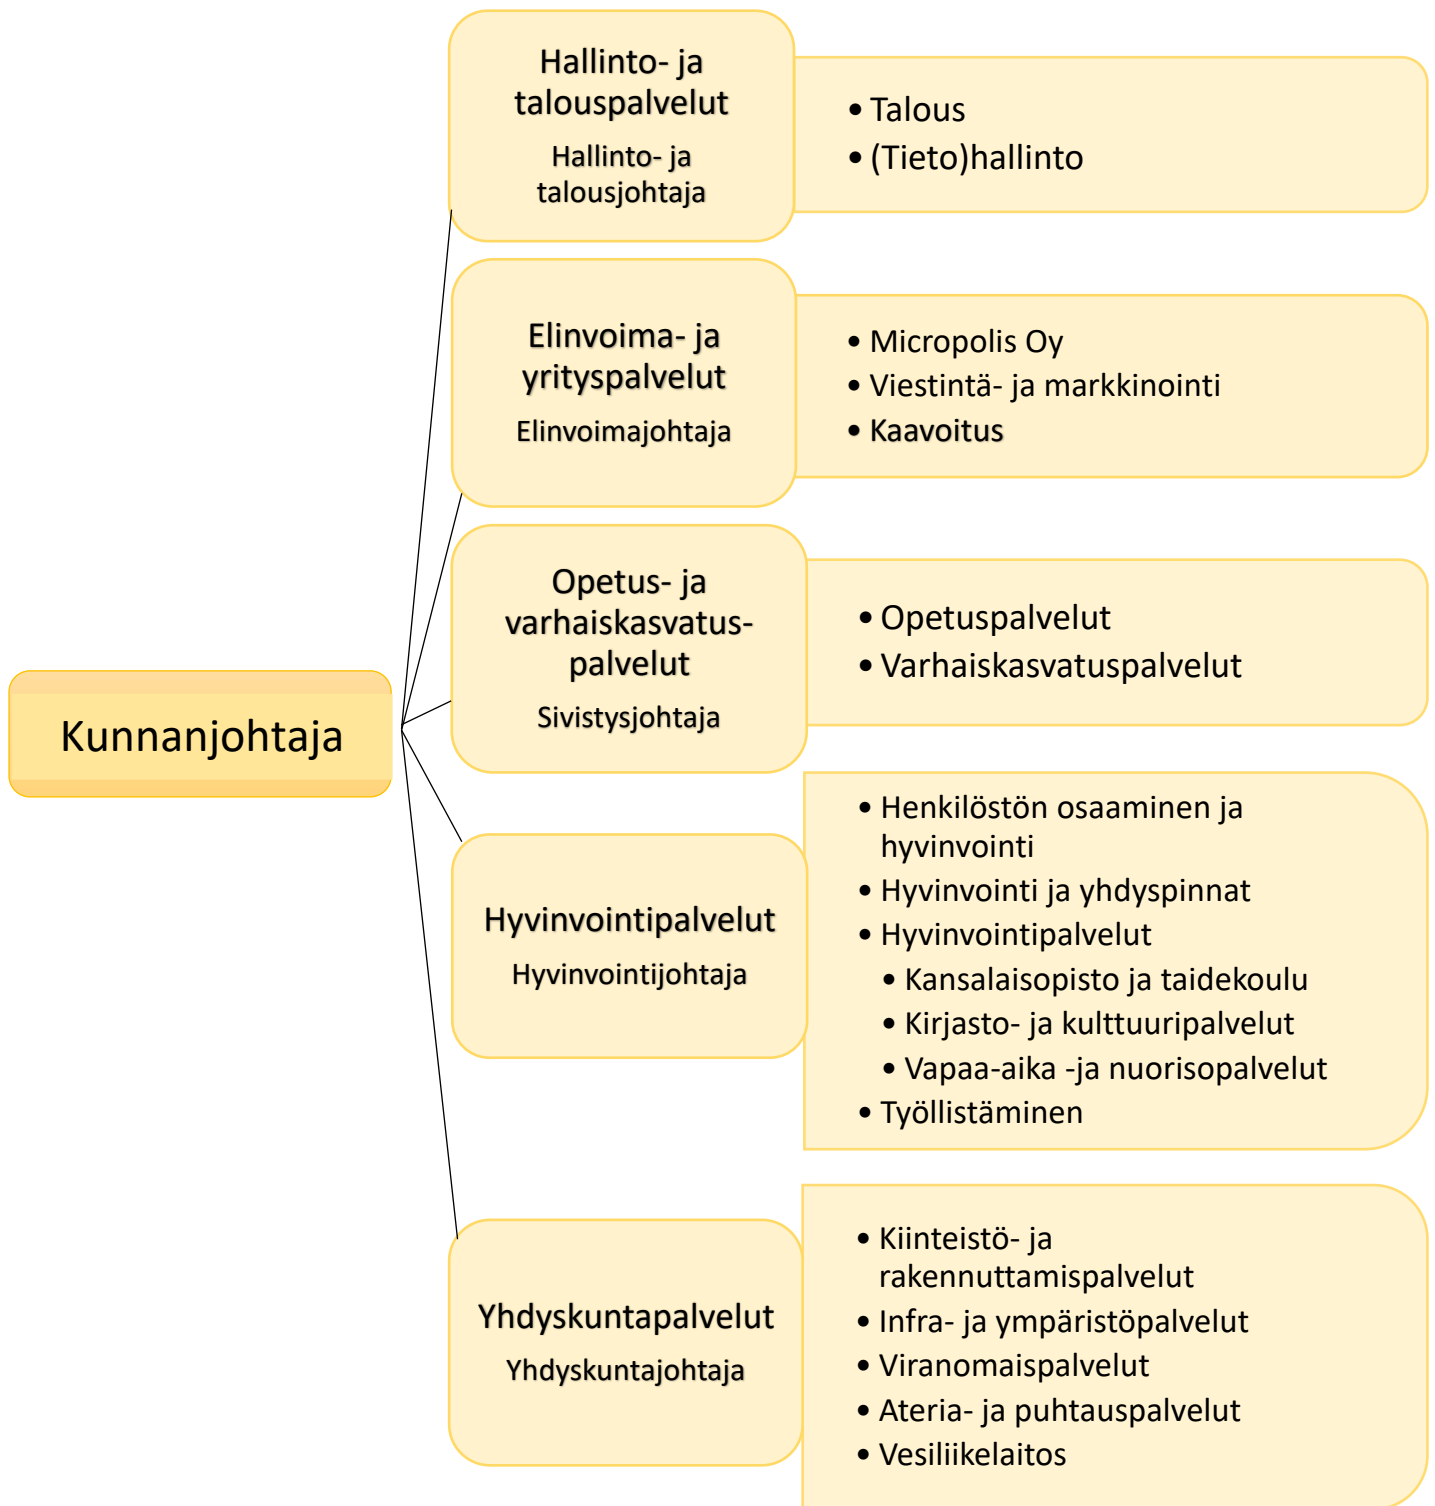 Kunnanjohtaja
Hallinto- ja
talouspalvelut
Hallinto- ja
talousjohtaja
• Talous
• (Tieto)hallinto
Elinvoima- ja
yrityspalvelut
Elinvoimajohtaja
• Micropolis Oy
• Viestintä- ja markkinointi
• Kaavoitus
Opetus- ja
varhaiskasvatus-
palvelut
Sivistysjohtaja
• Opetuspalvelut
• Varhaiskasvatuspalvelut
Hyvinvointipalvelut
Hyvinvointijohtaja
• Henkilöstön osaaminen ja
hyvinvointi
• Hyvinvointi ja yhdyspinnat
• Hyvinvointipalvelut
• Kansalaisopisto ja taidekoulu
• Kirjasto- ja kulttuuripalvelut
• Vapaa-aika -ja nuorisopalvelut
• Työllistäminen
Yhdyskuntapalvelut
Yhdyskuntajohtaja
• Kiinteistö- ja
rakennuttamispalvelut
• Infra- ja ympäristöpalvelut
• Viranomaispalvelut
• Ateria- ja puhtauspalvelut
• Vesiliikelaitos